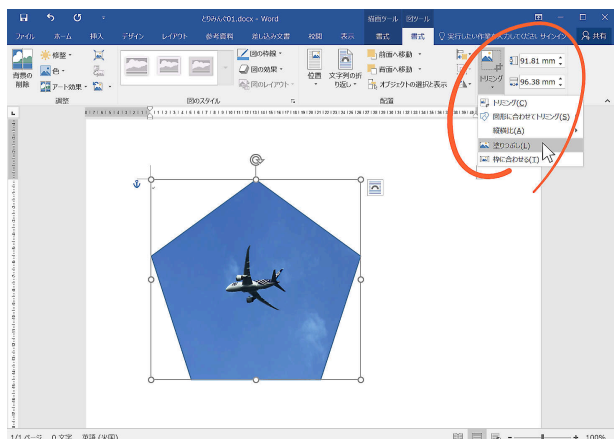 とりみんぐ01.docx - Word
描画ツール 図ツール
ファイル ホーム 挿入 デザイン レイアウト 参考資料 差し込み文書 校閲 表示 書式 書式 実行したい作業を入力してください サインイン 共有
背景の削除
修整
色
アート効果
調整
図のスタイル
図の枠線
図の効果
図のレイアウト
位置
文字列の折り返し
前面へ移動
背面へ移動
オブジェクトの選択と表示
配置
トリミング
91.81 mm
96.38 mm
トリミング(C)
図形に合わせてトリミング(S)
縦横比(A)
塗りつぶし(L)
枠に合わせる(T)
1/1 ページ 0 文字 英語 (米国)
100%